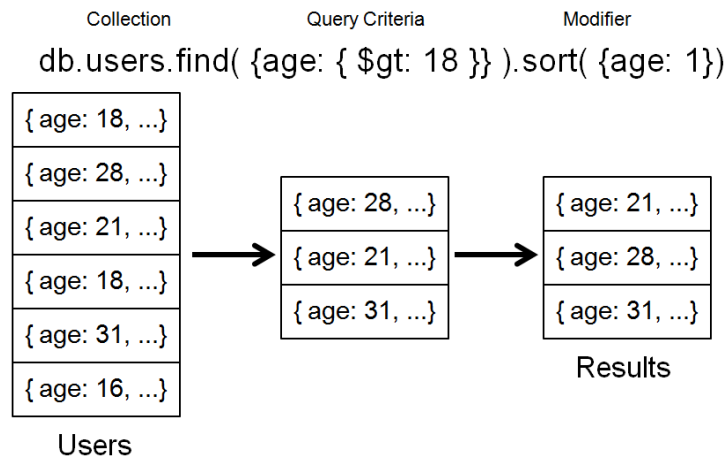 Collection Query Criteria Modifier
db.users.find( {age: { $gt: 18 }} ).sort( {age: 1})
{ age: 18, ...}
{ age: 28, ...}
{ age: 21, ...}
{ age: 18, ...}
{ age: 31, ...}
{ age: 16, ...}
Users
{ age: 28, ...}
{ age: 21, ...}
{ age: 31, ...}
{ age: 21, ...}
{ age: 28, ...}
{ age: 31, ...}
Results